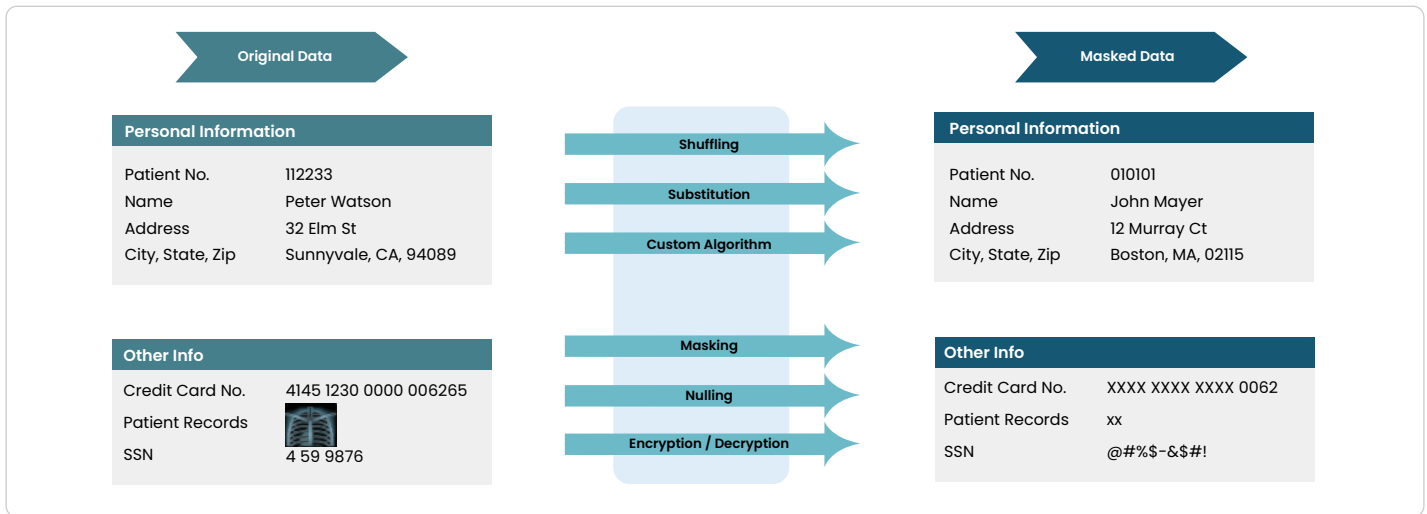 Original Data
Masked Data
Personal Information
Patient No. 112233
Name Peter Watson
Address 32 Elm St
City, State, Zip Sunnyvale, CA, 94089
Shuffling
Substitution
Custom Algorithm
Personal Information
Patient No. 010101
Name John Mayer
Address 12 Murray Ct
City, State, Zip Boston, MA, 02115
Other Info
Credit Card No. 4145 1230 0000 006265
Patient Records
SSN 4 59 9876
Masking
Nulling
Encryption / Decryption
Other Info
Credit Card No. XXXX XXXX XXXX 0062
Patient Records xx
SSN @#%$-&$#!